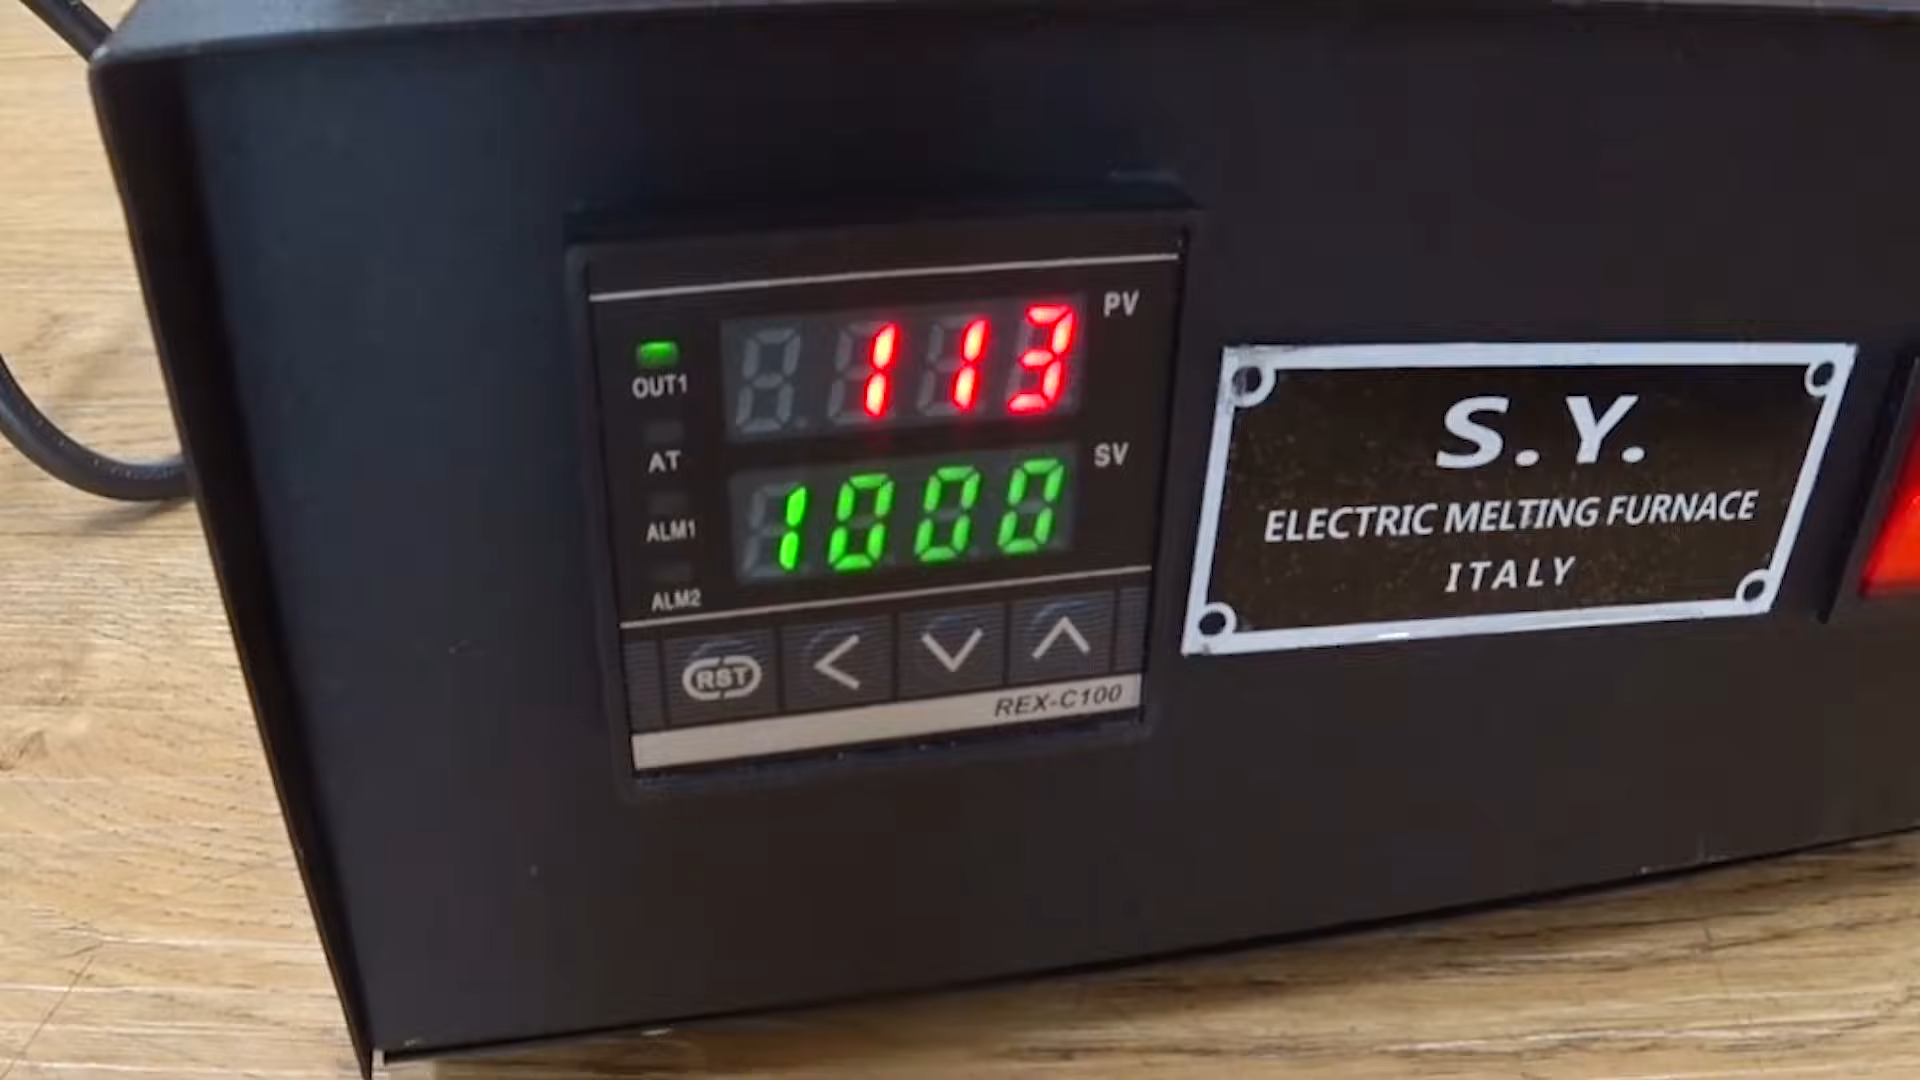 PV
113
OUT1
SV
AT
1000
ALM1
ALM2
RST
REX-C100
S.Y.
ELECTRIC MELTING FURNACE
ITALY